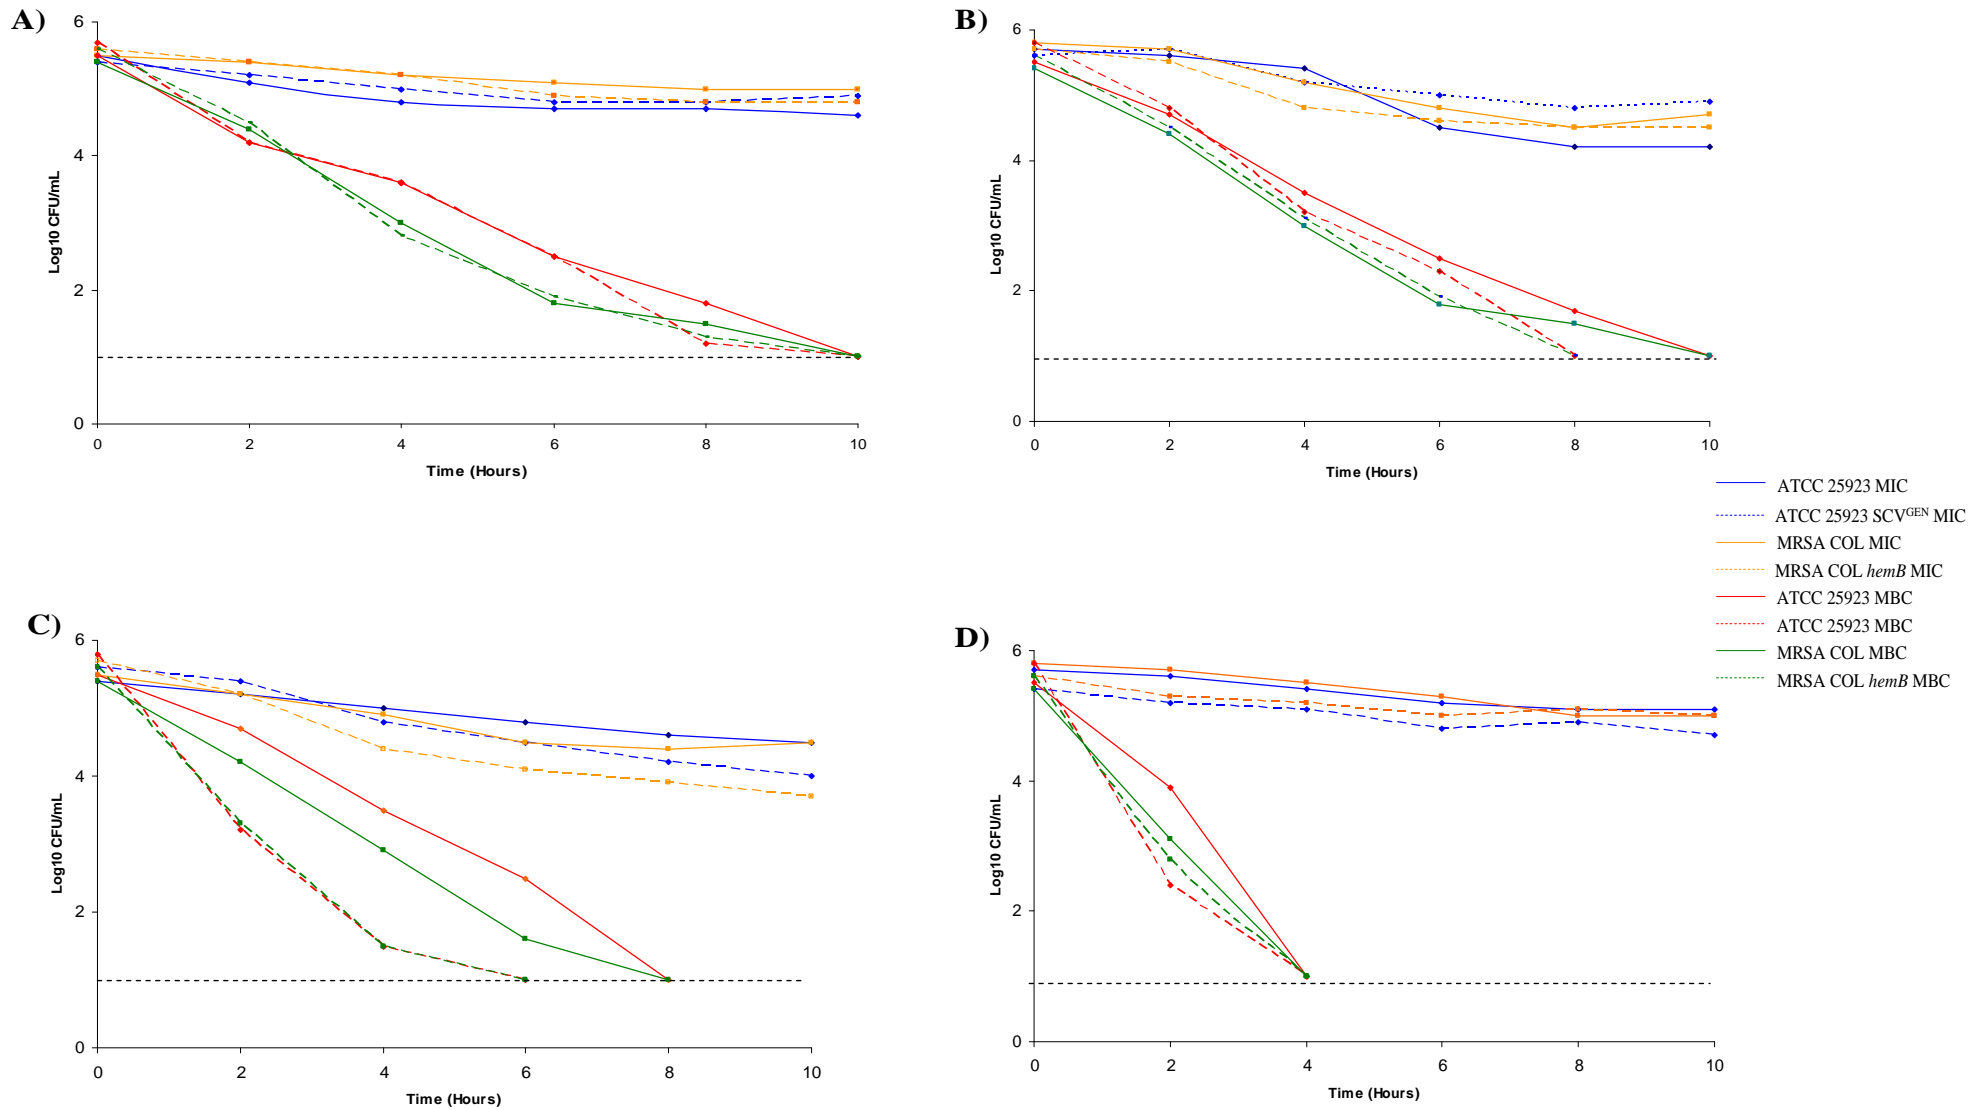 A)
6
4
2
0
Log10 CFU/mL
0 2 4 6 8 10
Time (Hours)
B)
6
4
2
0
Log10 CFU/mL
0 2 4 6 8 10
Time (Hours)
ATCC 25923 MIC
ATCC 25923 SCV^GEN MIC
MRSA COL MIC
MRSA COL hemB MIC
ATCC 25923 MBC
ATCC 25923 MBC
MRSA COL MBC
MRSA COL hemB MBC
C)
6
4
2
0
Log10 CFU/mL
0 2 4 6 8 10
Time (Hours)
D)
6
4
2
0
Log10 CFU/mL
0 2 4 6 8 10
Time (Hours)